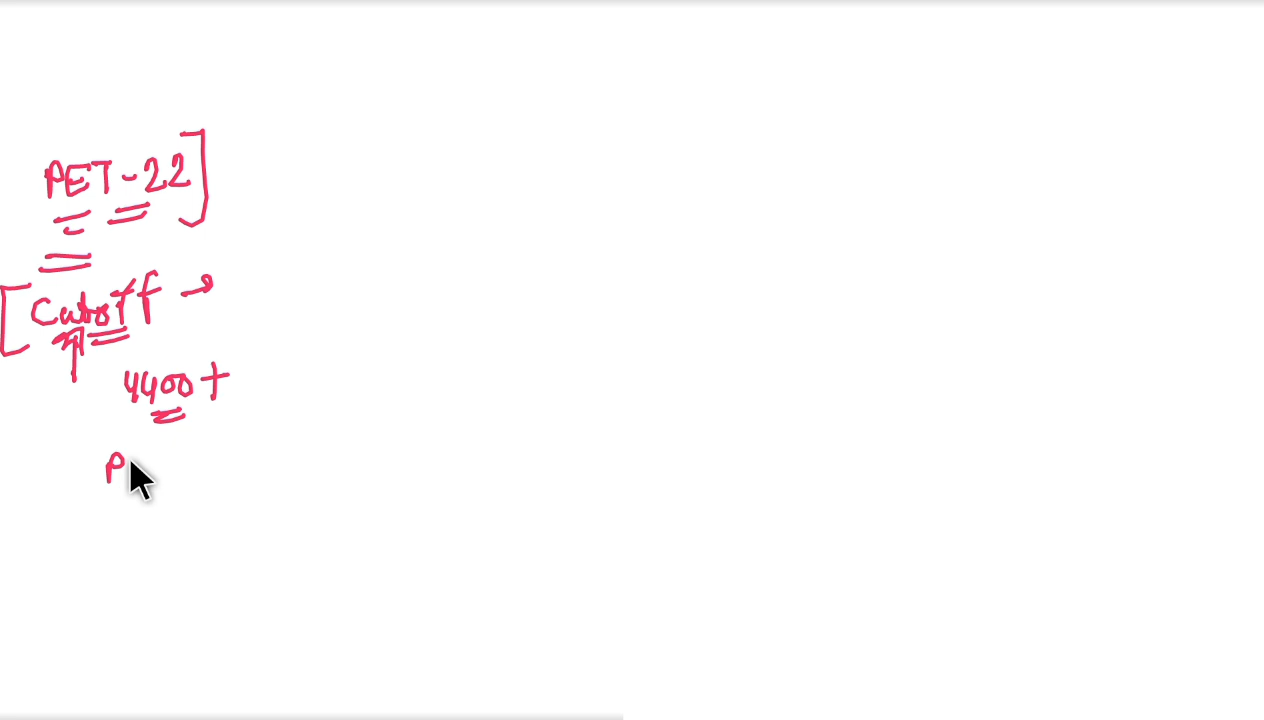 PET-22]
[Cutoff →
4400+
P